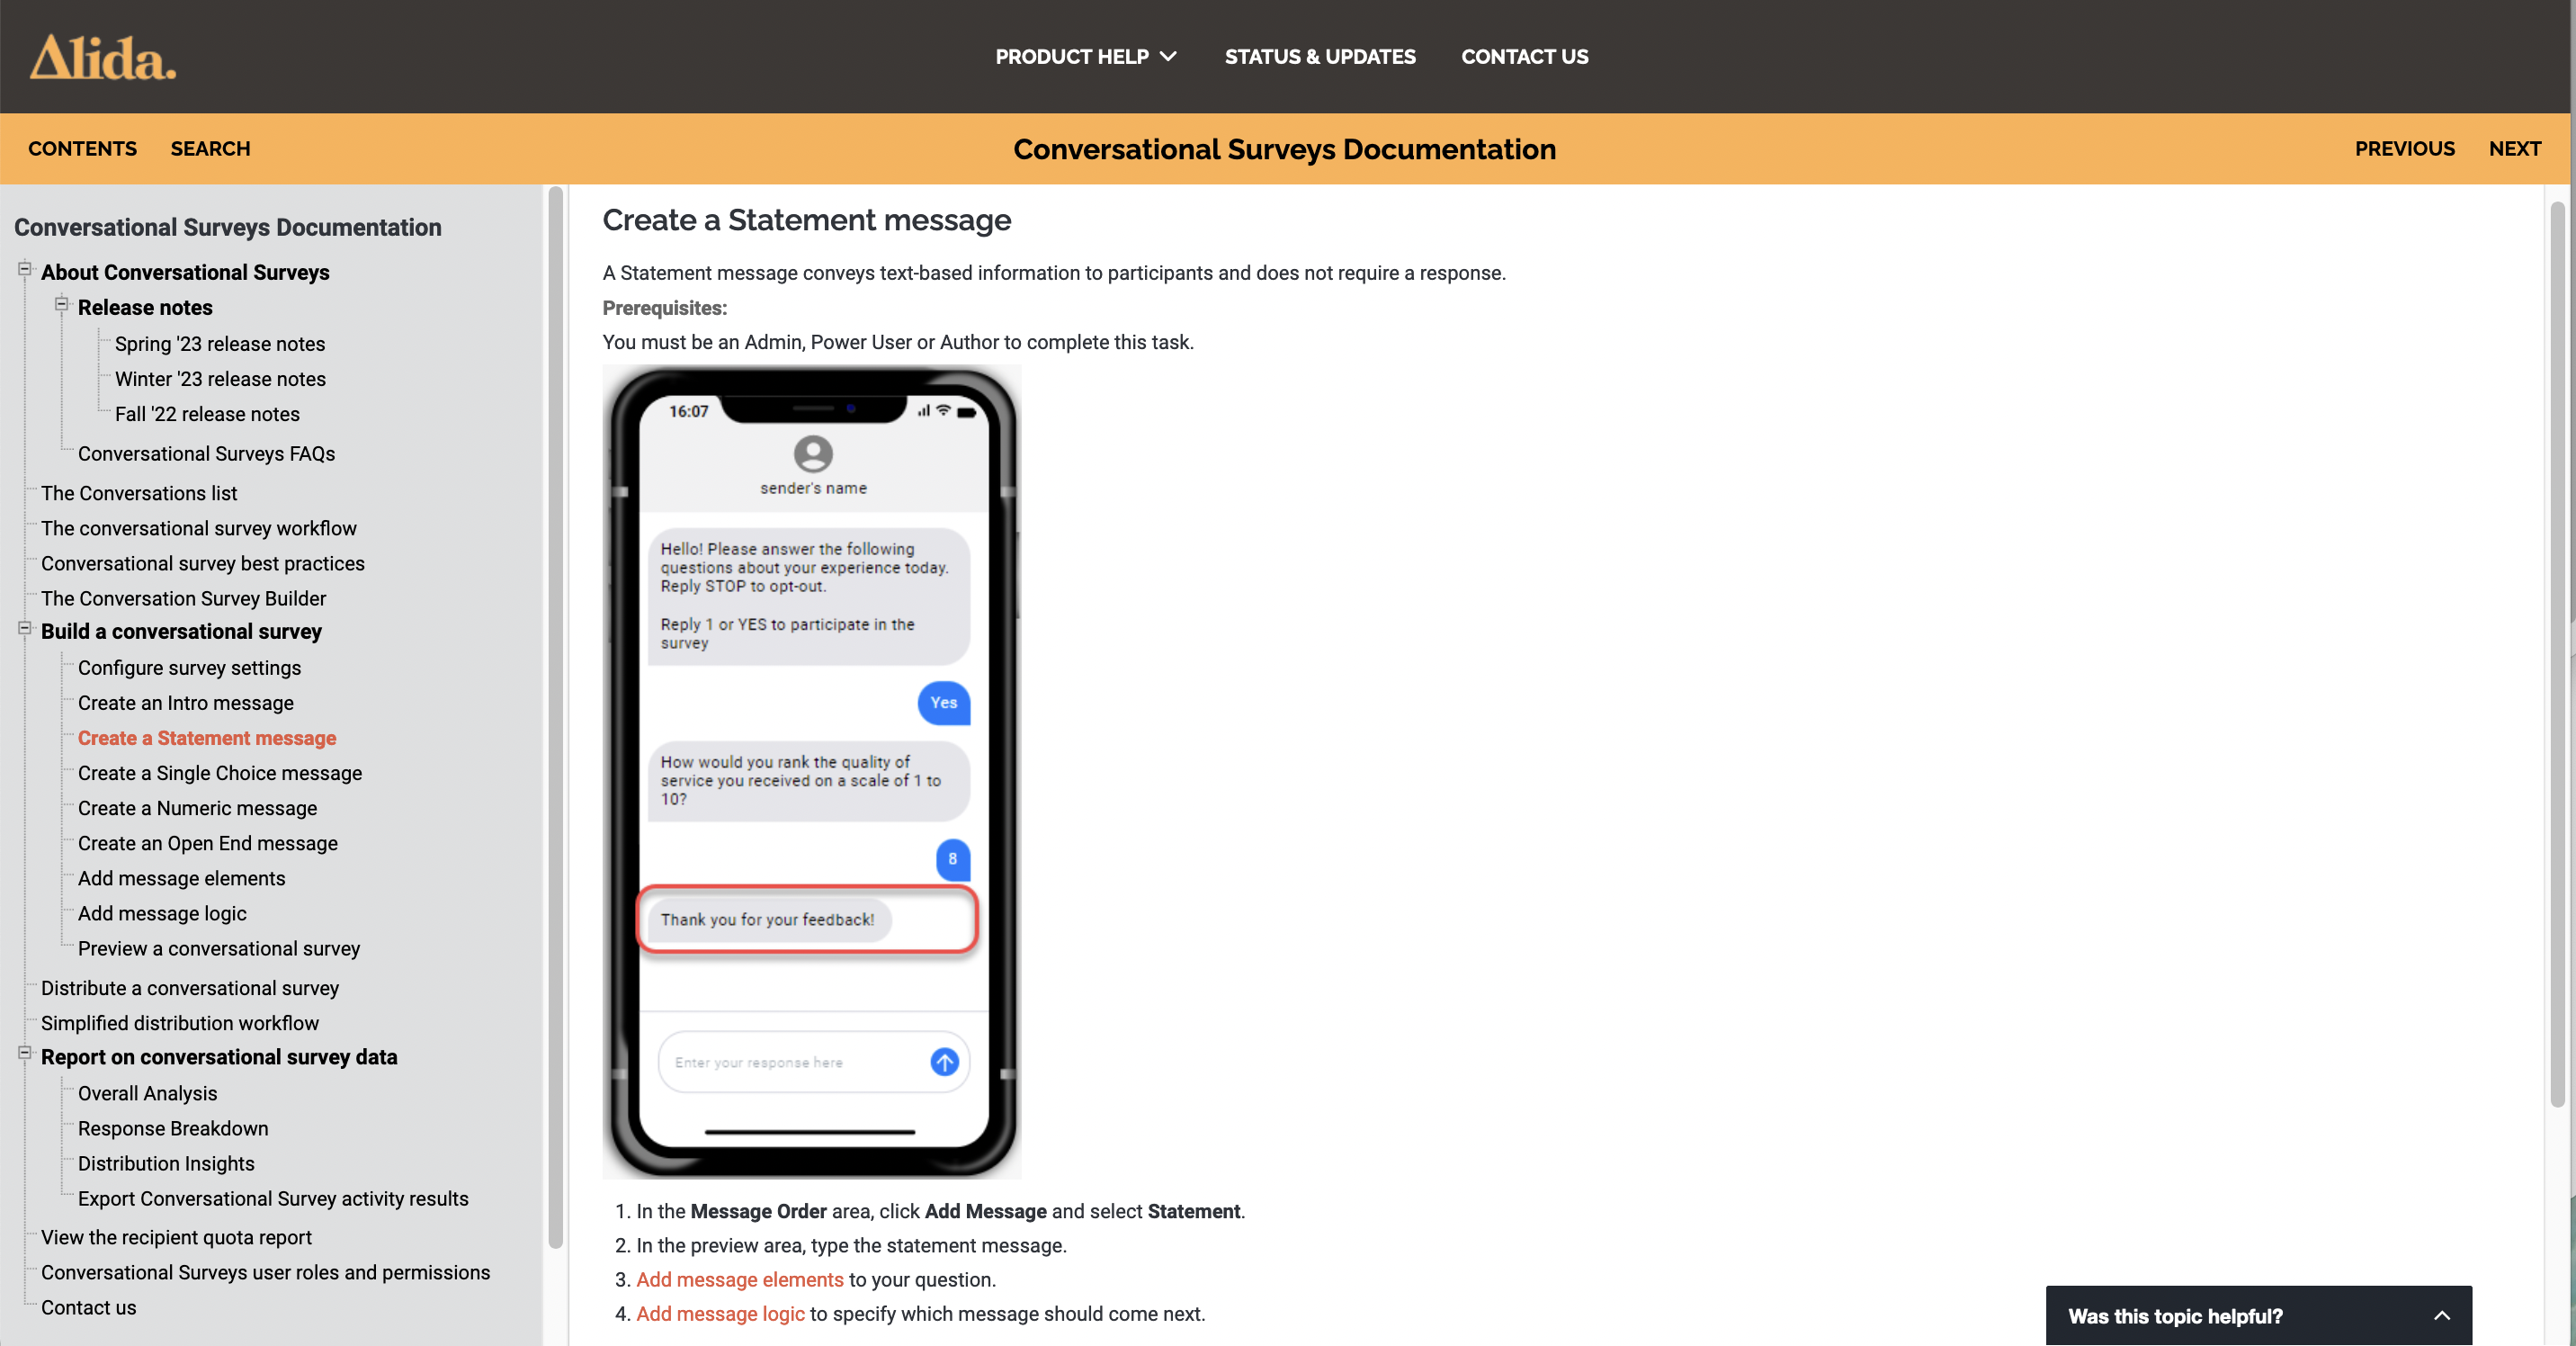 Alida.
PRODUCT HELP
STATUS & UPDATES
CONTACT US
CONTENTS
SEARCH
Conversational Surveys Documentation
PREVIOUS
NEXT
Conversational Surveys Documentation
About Conversational Surveys
Release notes
Spring '23 release notes
Winter '23 release notes
Fall '22 release notes
Conversational Surveys FAQs
The Conversations list
The conversational survey workflow
Conversational survey best practices
The Conversation Survey Builder
Build a conversational survey
Configure survey settings
Create an Intro message
Create a Statement message
Create a Single Choice message
Create a Numeric message
Create an Open End message
Add message elements
Add message logic
Preview a conversational survey
Distribute a conversational survey
Simplified distribution workflow
Report on conversational survey data
Overall Analysis
Response Breakdown
Distribution Insights
Export Conversational Survey activity results
View the recipient quota report
Conversational Surveys user roles and permissions
Contact us
Create a Statement message
A Statement message conveys text-based information to participants and does not require a response.
Prerequisites:
You must be an Admin, Power User or Author to complete this task.
16:07
sender's name
Hello! Please answer the following
questions about your experience today.
Reply STOP to opt-out.
Reply 1 or YES to participate in the
survey
Yes
How would you rank the quality of
service you received on a scale of 1 to
10?
8
Thank you for your feedback!
Enter your response here
1. In the Message Order area, click Add Message and select Statement.
2. In the preview area, type the statement message.
3. Add message elements to your question.
4. Add message logic to specify which message should come next.
Was this topic helpful?